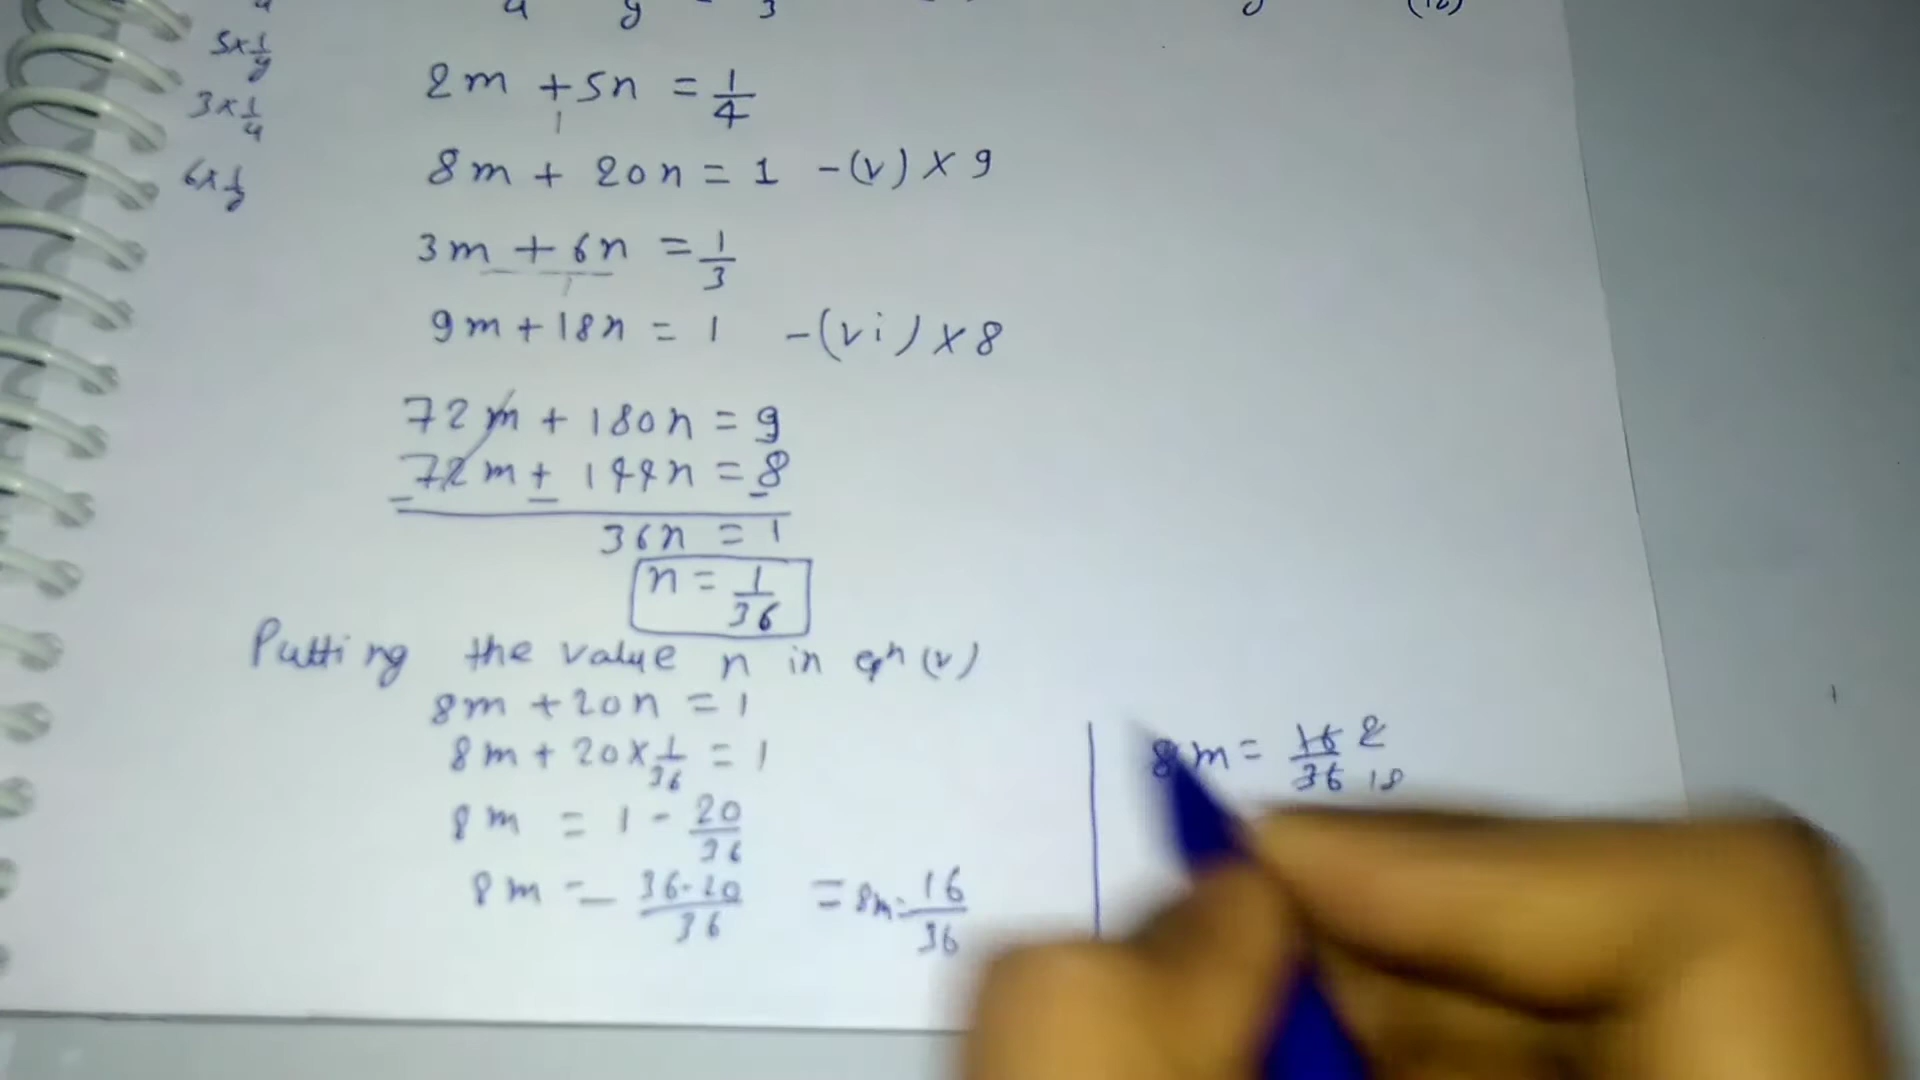 5×1/y
3×1/4
6×1/y
2m + 5n = 1/4
8m + 20n = 1 -(v) × 9
3m + 6n = 1/3
9m + 18n = 1 -(vi) × 8
72m + 180n = 9
72m + 144n = 8
36n = 1
n = 1/36
Putting the value n in eqn (v)
8m + 20n = 1
8m + 20×1/36 = 1
8m = 1 - 20/36
8m = 36-20/36 = 8m = 16/36
8m = 16/36 2 18